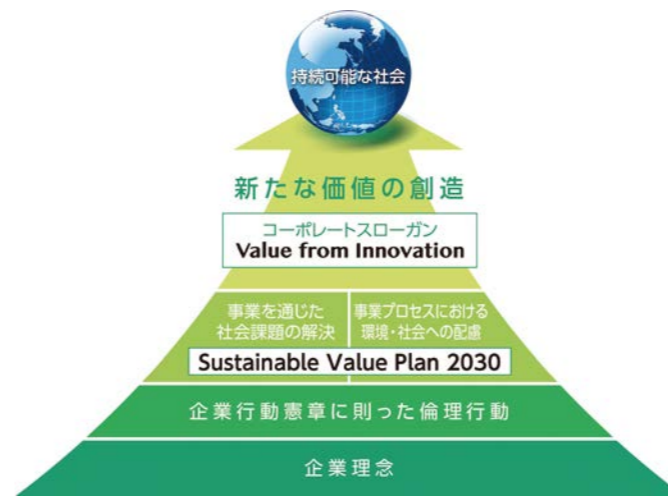 持続可能な社会
新たな価値の創造
コーポレートスローガン
Value from Innovation
事業を通じた
社会課題の解決
事業プロセスにおける
環境・社会への配慮
Sustainable Value Plan 2030
企業行動憲章に則った倫理行動
企業理念